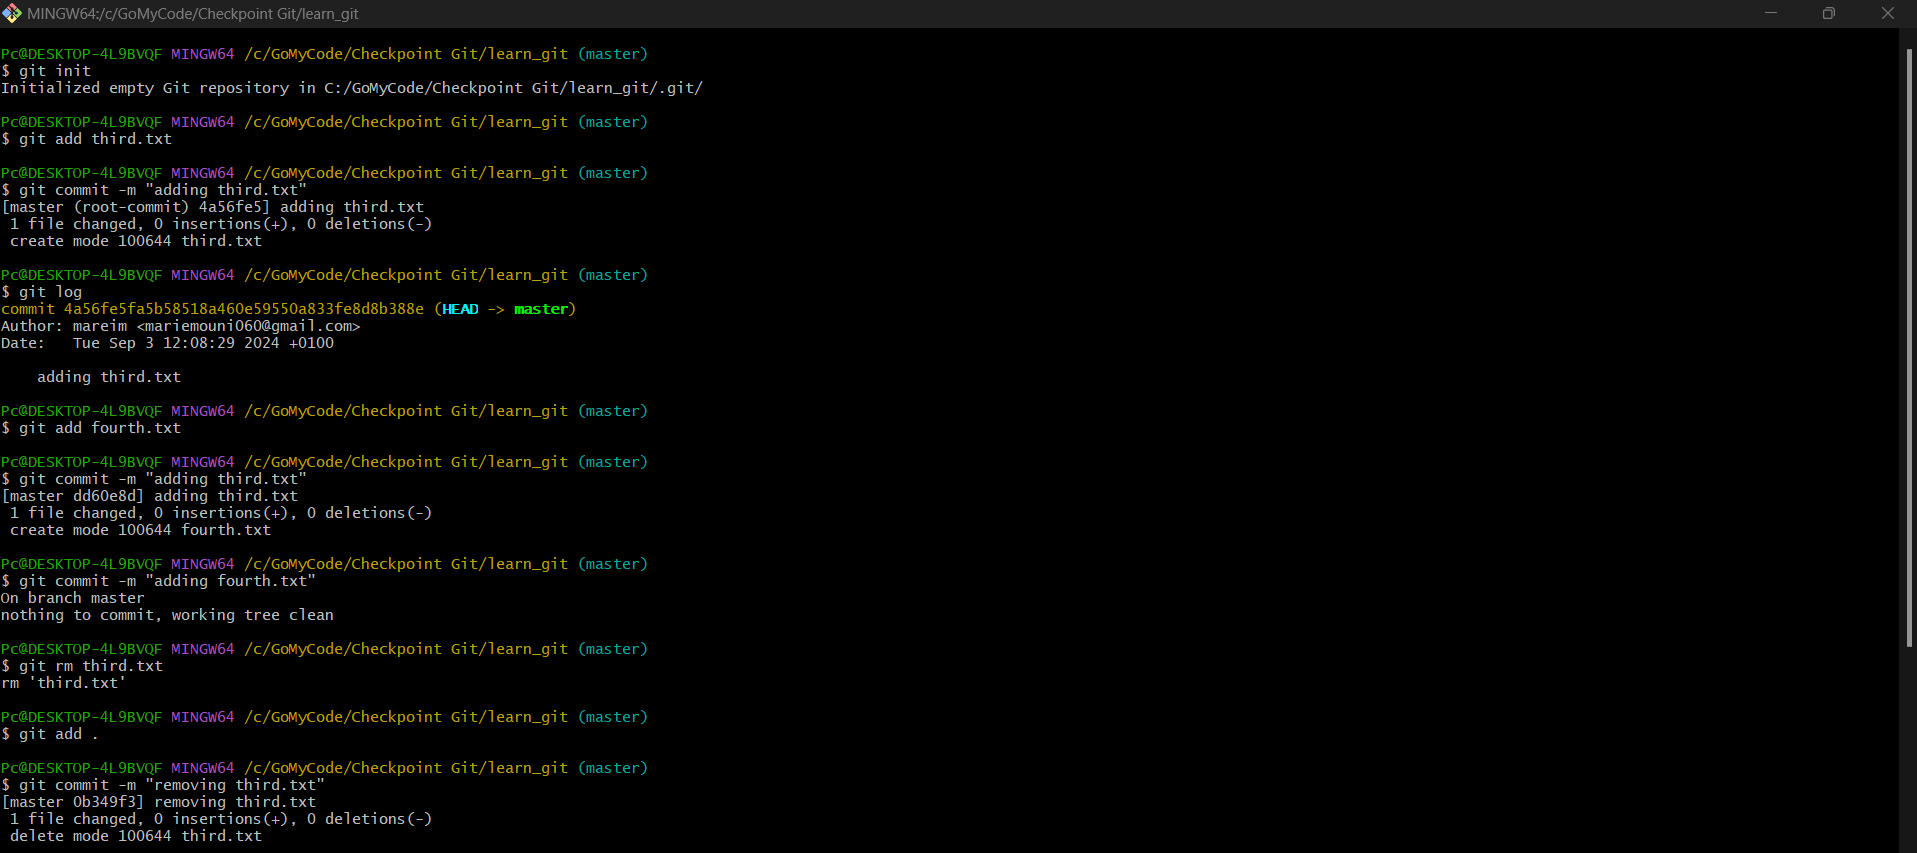 MINGW64:/c/GoMyCode/Checkpoint Git/learn_git
Pc@DESKTOP-4L9BVQF MINGW64 /c/GoMyCode/Checkpoint Git/learn_git (master)
$ git init
Initialized empty Git repository in C:/GoMyCode/Checkpoint Git/learn_git/.git/
Pc@DESKTOP-4L9BVQF MINGW64 /c/GoMyCode/Checkpoint Git/learn_git (master)
$ git add third.txt
Pc@DESKTOP-4L9BVQF MINGW64 /c/GoMyCode/Checkpoint Git/learn_git (master)
$ git commit -m "adding third.txt"
[master (root-commit) 4a56fe5] adding third.txt
 1 file changed, 0 insertions(+), 0 deletions(-)
 create mode 100644 third.txt
Pc@DESKTOP-4L9BVQF MINGW64 /c/GoMyCode/Checkpoint Git/learn_git (master)
$ git log
commit 4a56fe5fa5b58518a460e59550a833fe8d8b388e (HEAD -> master)
Author: mareim <mariemouni060@gmail.com>
Date:   Tue Sep 3 12:08:29 2024 +0100
    adding third.txt
Pc@DESKTOP-4L9BVQF MINGW64 /c/GoMyCode/Checkpoint Git/learn_git (master)
$ git add fourth.txt
Pc@DESKTOP-4L9BVQF MINGW64 /c/GoMyCode/Checkpoint Git/learn_git (master)
$ git commit -m "adding third.txt"
[master dd60e8d] adding third.txt
 1 file changed, 0 insertions(+), 0 deletions(-)
 create mode 100644 fourth.txt
Pc@DESKTOP-4L9BVQF MINGW64 /c/GoMyCode/Checkpoint Git/learn_git (master)
$ git commit -m "adding fourth.txt"
On branch master
nothing to commit, working tree clean
Pc@DESKTOP-4L9BVQF MINGW64 /c/GoMyCode/Checkpoint Git/learn_git (master)
$ git rm third.txt
rm 'third.txt'
Pc@DESKTOP-4L9BVQF MINGW64 /c/GoMyCode/Checkpoint Git/learn_git (master)
$ git add .
Pc@DESKTOP-4L9BVQF MINGW64 /c/GoMyCode/Checkpoint Git/learn_git (master)
$ git commit -m "removing third.txt"
[master 0b349f3] removing third.txt
 1 file changed, 0 insertions(+), 0 deletions(-)
 delete mode 100644 third.txt